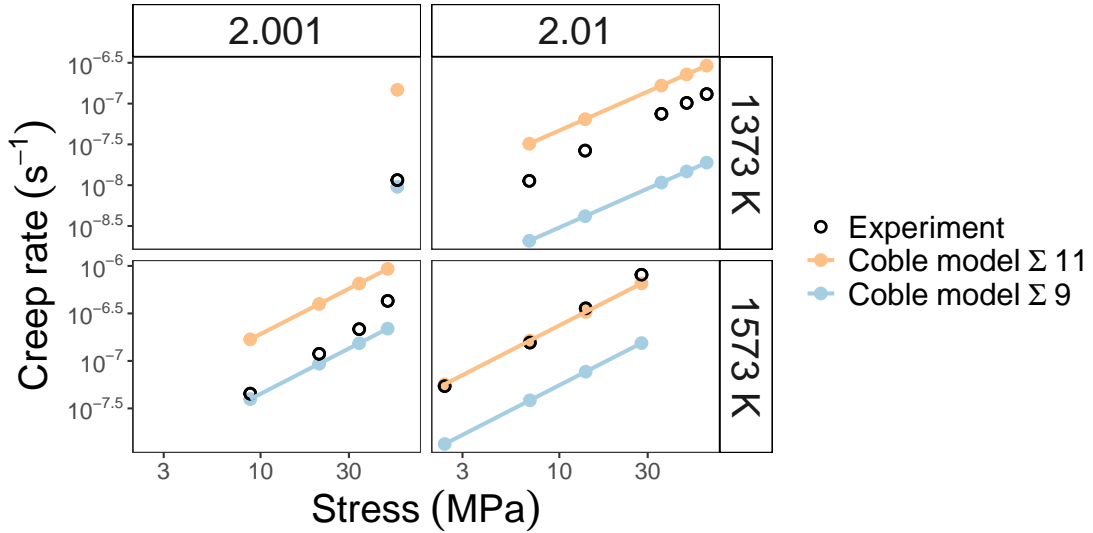 2.001 2.01
10^−6.5
10^−7
10^−7.5
10^−8
10^−8.5
1373 K
10^−6
10^−6.5
10^−7
10^−7.5
1573 K
Creep rate (s^−1)
3 10 30 3 10 30
Stress (MPa)
Experiment
Coble model Σ 11
Coble model Σ 9